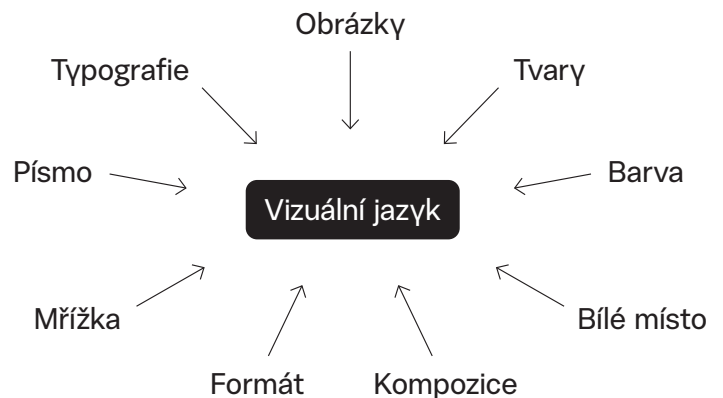 Obrázky
Typografie
Tvary
Písmo
Barva
Vizuální jazyk
Mřížka
Bílé místo
Formát
Kompozice